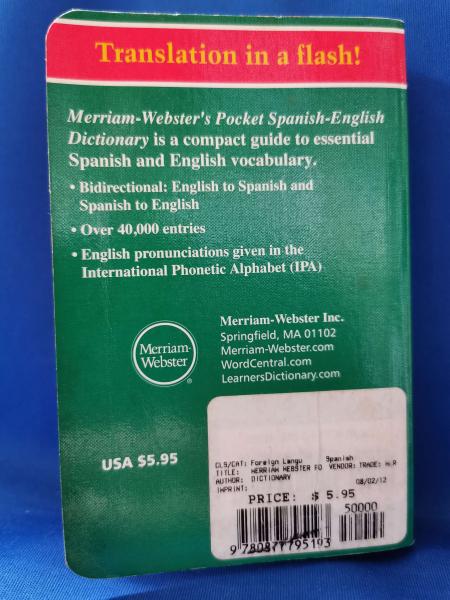 Translation in a flash!
Merriam-Webster's Pocket Spanish-English
Dictionary is a compact guide to essential
Spanish and English vocabulary.
• Bidirectional: English to Spanish and
Spanish to English
• Over 40,000 entries
• English pronunciations given in the
International Phonetic Alphabet (IPA)
Merriam-
Webster
®
Merriam-Webster Inc.
Springfield, MA 01102
Merriam-Webster.com
WordCentral.com
LearnersDictionary.com
USA $5.95
CLS/CAT: Foreign Langu Spanish
TITLE: MERRIAM WEBSTER PO VENDOR: TRADE: H/R
AUTHOR: DICTIONARY 08/02/12
IMPRINT:
PRICE: $ 5.95
50000
9 780877 795193